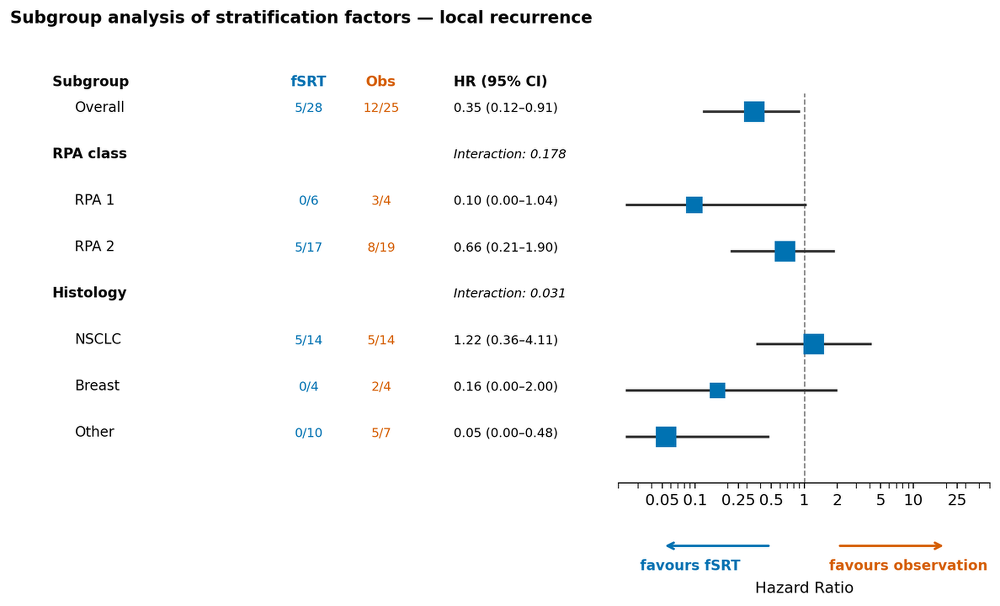 Subgroup analysis of stratification factors — local recurrence
Subgroup fSRT Obs HR (95% CI)
Overall 5/28 12/25 0.35 (0.12–0.91)
RPA class Interaction: 0.178
RPA 1 0/6 3/4 0.10 (0.00–1.04)
RPA 2 5/17 8/19 0.66 (0.21–1.90)
Histology Interaction: 0.031
NSCLC 5/14 5/14 1.22 (0.36–4.11)
Breast 0/4 2/4 0.16 (0.00–2.00)
Other 0/10 5/7 0.05 (0.00–0.48)
0.05 0.1 0.25 0.5 1 2 5 10 25
favours fSRT favours observation
Hazard Ratio